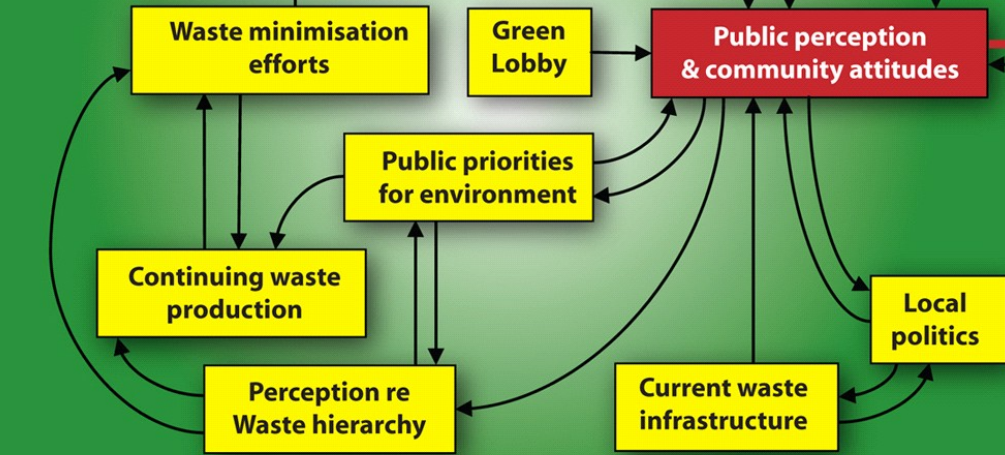 Waste minimisation
efforts
Green
Lobby
Public perception
& community attitudes
Public priorities
for environment
Continuing waste
production
Local
politics
Perception re
Waste hierarchy
Current waste
infrastructure